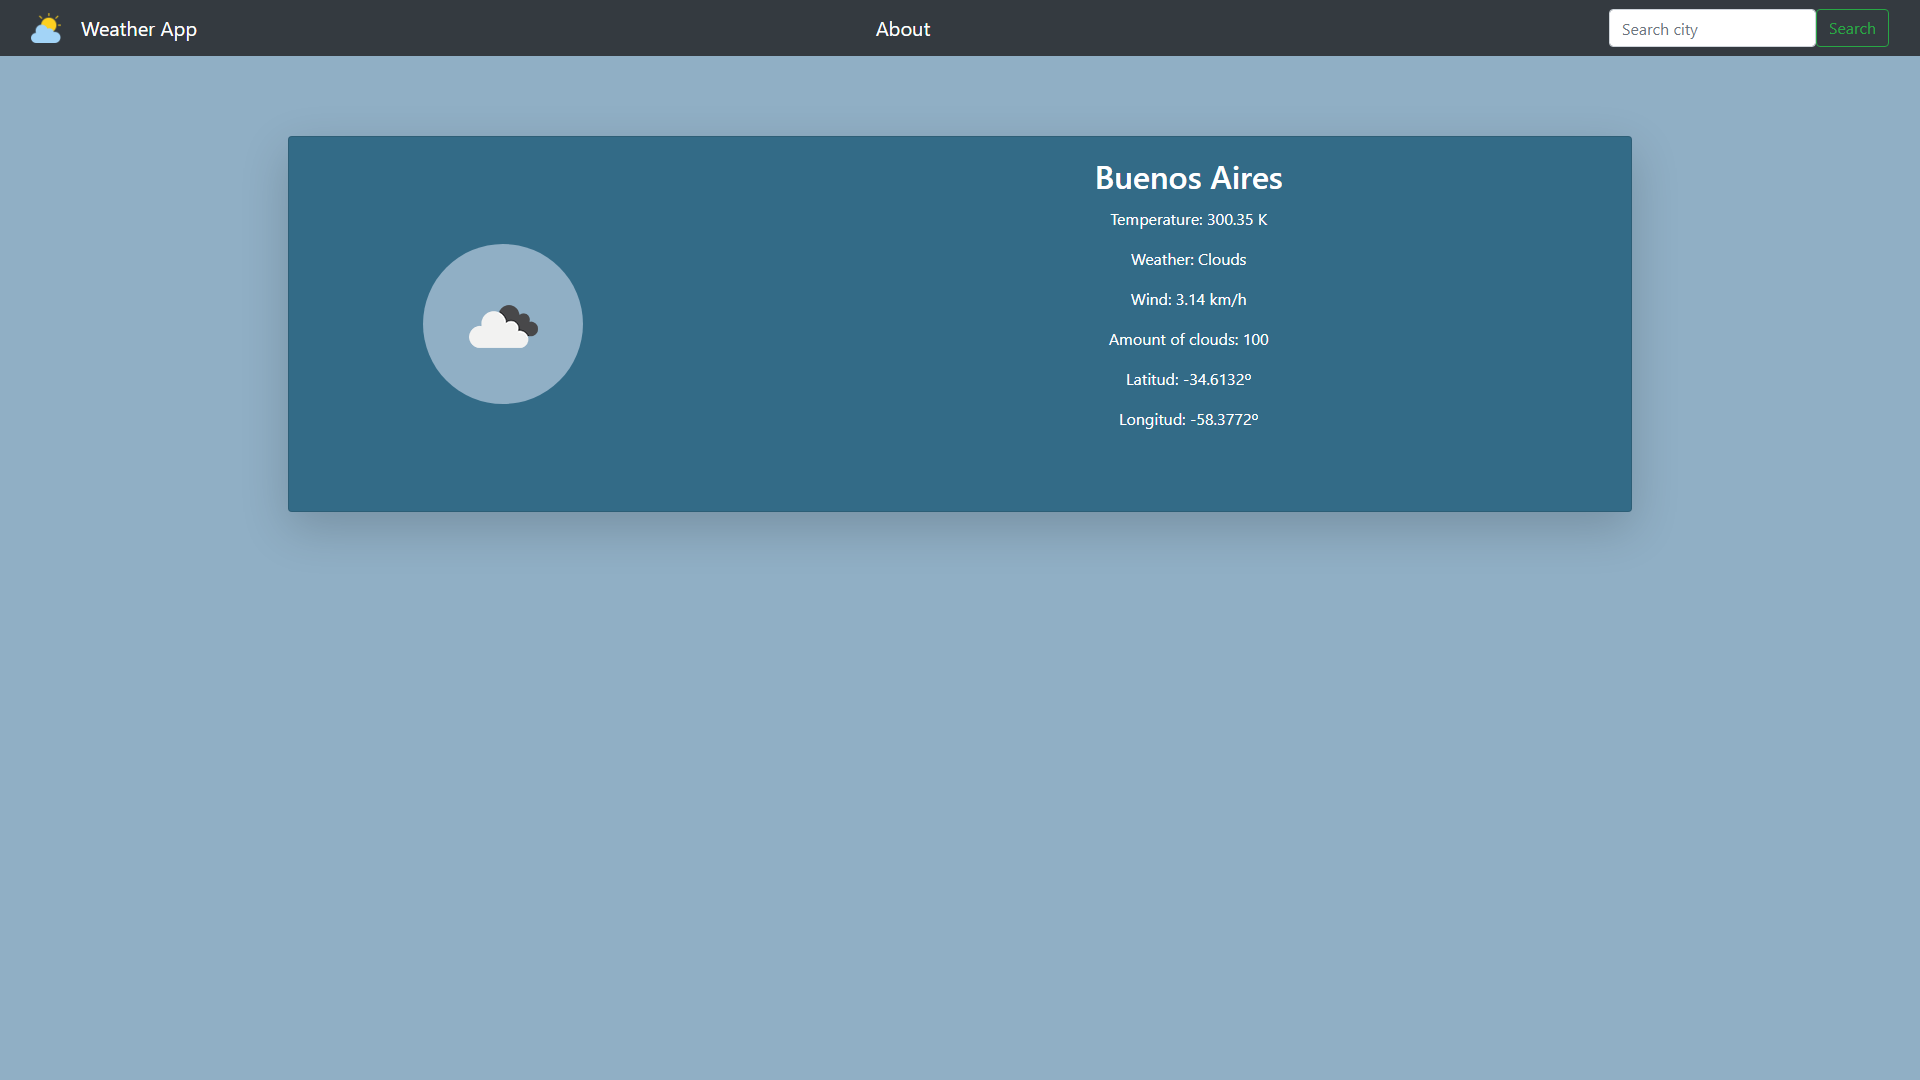 Weather App
About
Search city
Search
Buenos Aires
Temperature: 300.35 K
Weather: Clouds
Wind: 3.14 km/h
Amount of clouds: 100
Latitud: -34.6132º
Longitud: -58.3772º